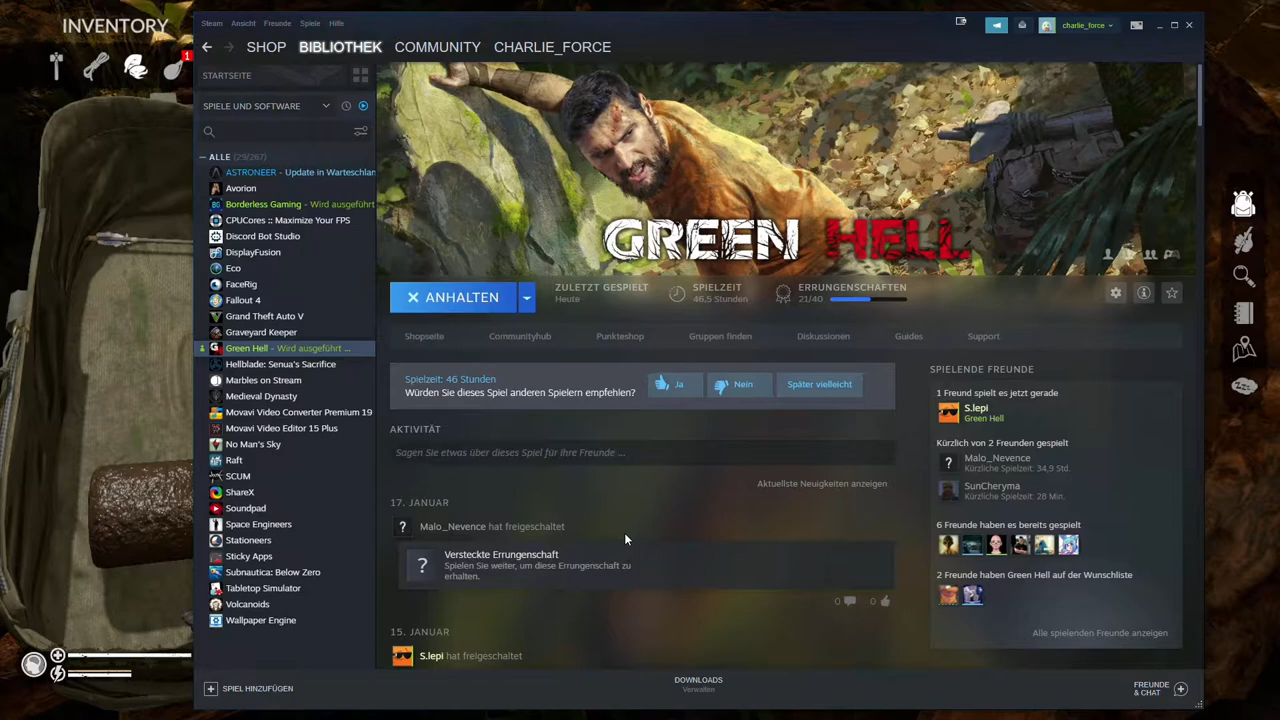 INVENTORY
1
Steam Ansicht Freunde Spiele Hilfe
charlie_force
SHOP BIBLIOTHEK COMMUNITY CHARLIE_FORCE
STARTSEITE
SPIELE UND SOFTWARE
ALLE (29/267)
ASTRONEER - Update in Warteschlan
Avorion
Borderless Gaming - Wird ausgeführt
CPUCores :: Maximize Your FPS
Discord Bot Studio
DisplayFusion
Eco
FaceRig
Fallout 4
Grand Theft Auto V
Graveyard Keeper
Green Hell - Wird ausgeführt ...
Hellblade: Senua's Sacrifice
Marbles on Stream
Medieval Dynasty
Movavi Video Converter Premium 19
Movavi Video Editor 15 Plus
No Man's Sky
Raft
SCUM
ShareX
Soundpad
Space Engineers
Stationeers
Sticky Apps
Subnautica: Below Zero
Tabletop Simulator
Volcanoids
Wallpaper Engine
SPIEL HINZUFÜGEN
GREEN HELL
ANHALTEN
ZULETZT GESPIELT
Heute
SPIELZEIT
46,5 Stunden
ERRUNGENSCHAFTEN
21/40
Shopseite Communityhub Punkteshop Gruppen finden Diskussionen Guides Support
Spielzeit: 46 Stunden
Würden Sie dieses Spiel anderen Spielern empfehlen?
Ja
Nein
Später vielleicht
AKTIVITÄT
Sagen Sie etwas über dieses Spiel für Ihre Freunde ...
Aktuellste Neuigkeiten anzeigen
17. JANUAR
? Malo_Nevence hat freigeschaltet
?
Versteckte Errungenschaft
Spielen Sie weiter, um diese Errungenschaft zu
erhalten.
0 0
15. JANUAR
S.lepi hat freigeschaltet
SPIELENDE FREUNDE
1 Freund spielt es jetzt gerade
S.lepi
Green Hell
Kürzlich von 2 Freunden gespielt
?
Malo_Nevence
Kürzliche Spielzeit: 34,9 Std.
SunCheryma
Kürzliche Spielzeit: 28 Min.
6 Freunde haben es bereits gespielt
2 Freunde haben Green Hell auf der Wunschliste
Alle spielenden Freunde anzeigen
DOWNLOADS
Verwalten
FREUNDE
& CHAT